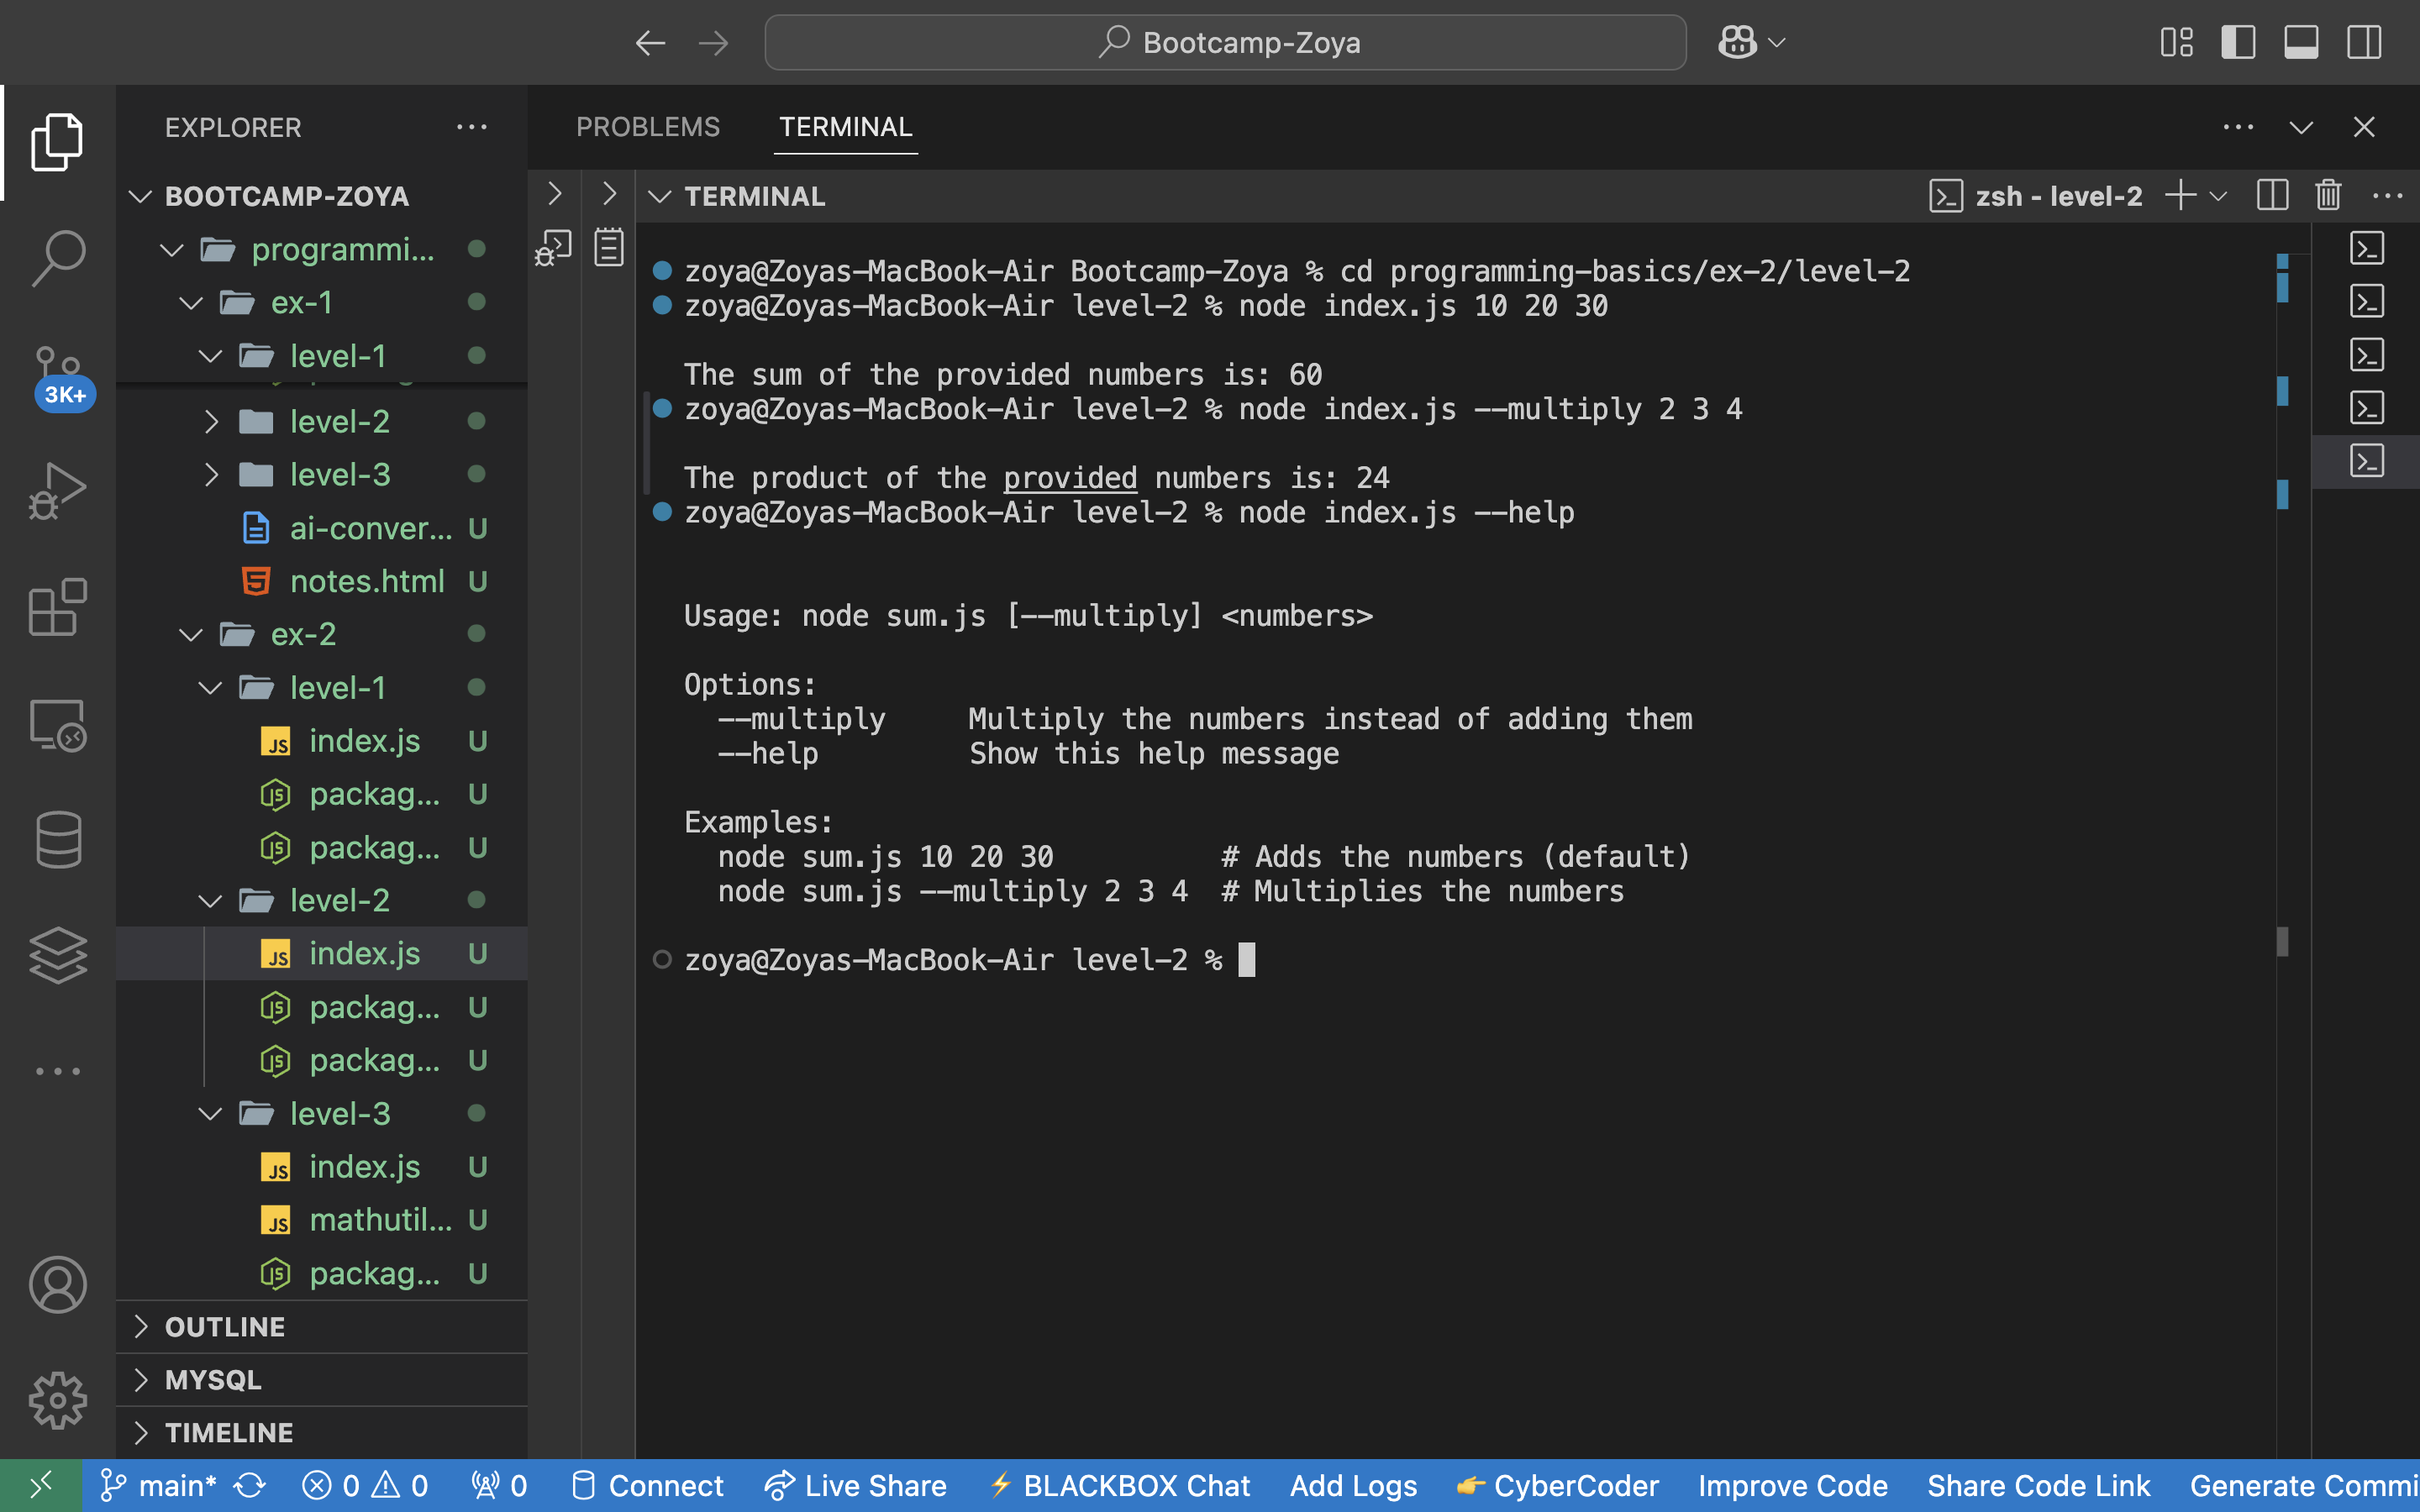 Bootcamp-Zoya
EXPLORER
BOOTCAMP-ZOYA
programmi...
ex-1
level-1
level-2
level-3
ai-conver... U
notes.html U
ex-2
level-1
index.js U
packag... U
packag... U
level-2
index.js U
packag... U
packag... U
level-3
index.js U
mathutil... U
packag... U
OUTLINE
MYSQL
TIMELINE
3K+
PROBLEMS TERMINAL
TERMINAL
zsh - level-2
zoya@Zoyas-MacBook-Air Bootcamp-Zoya % cd programming-basics/ex-2/level-2
zoya@Zoyas-MacBook-Air level-2 % node index.js 10 20 30
The sum of the provided numbers is: 60
zoya@Zoyas-MacBook-Air level-2 % node index.js --multiply 2 3 4
The product of the provided numbers is: 24
zoya@Zoyas-MacBook-Air level-2 % node index.js --help
Usage: node sum.js [--multiply] <numbers>
Options:
--multiply Multiply the numbers instead of adding them
--help Show this help message
Examples:
node sum.js 10 20 30 # Adds the numbers (default)
node sum.js --multiply 2 3 4 # Multiplies the numbers
zoya@Zoyas-MacBook-Air level-2 %
main* 0 0 0 Connect Live Share BLACKBOX Chat Add Logs CyberCoder Improve Code Share Code Link Generate Commi